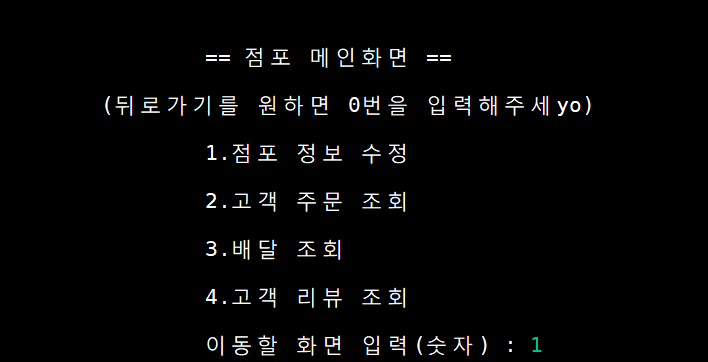 == 점포 메인화면 ==
(뒤로가기를 원하면 0번을 입력해주세yo)
1.점포 정보 수정
2.고객 주문 조회
3.배달 조회
4.고객 리뷰 조회
이동할 화면 입력(숫자) : 1